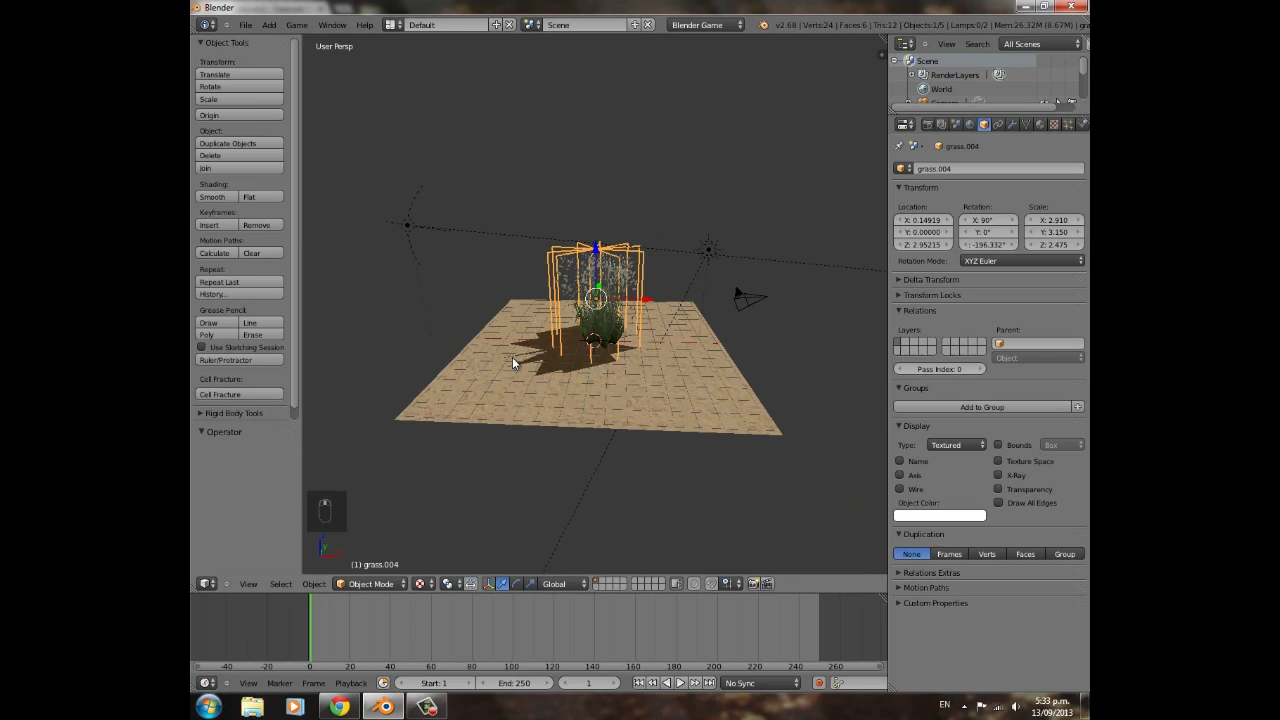 Blender
File Add Game Window Help Default Scene Blender Game v2.68 | Verts:24 | Faces:6 | Tris:12 | Objects:1/5 | Lamps:0/2 | Mem:26.32M (8.67M) | gra
Object Tools
User Persp
View Search All Scenes
Transform:
Translate
Rotate
Scale
Origin
Object:
Duplicate Objects
Delete
Join
Shading:
Smooth Flat
Keyframes:
Insert Remove
Motion Paths:
Calculate Clear
Repeat:
Repeat Last
History...
Grease Pencil:
Draw Line
Poly Erase
Use Sketching Session
Ruler/Protractor
Cell Fracture:
Cell Fracture
Rigid Body Tools
Operator
(1) grass.004
View Select Object Object Mode Global
Scene
RenderLayers
World
Camera
grass.004
grass.004
Transform
Location: Rotation: Scale:
X: 0.14919 X: 90° X: 2.910
Y: 0.00000 Y: 0° Y: 3.150
Z: 2.95215 :-196.332° Z: 2.475
Rotation Mode: XYZ Euler
Delta Transform
Transform Locks
Relations
Layers: Parent:
Object
Pass Index: 0
Groups
Add to Group
Display
Type: Textured Bounds Box
Name Texture Space
Axis X-Ray
Wire Transparency
Object Color: Draw All Edges
Duplication
None Frames Verts Faces Group
Relations Extras
Motion Paths
Custom Properties
-40 -20 0 20 40 60 80 100 120 140 160 180 200 220 240 260
View Marker Frame Playback Start: 1 End: 250 1 No Sync
EN 5:33 p.m.
13/09/2013